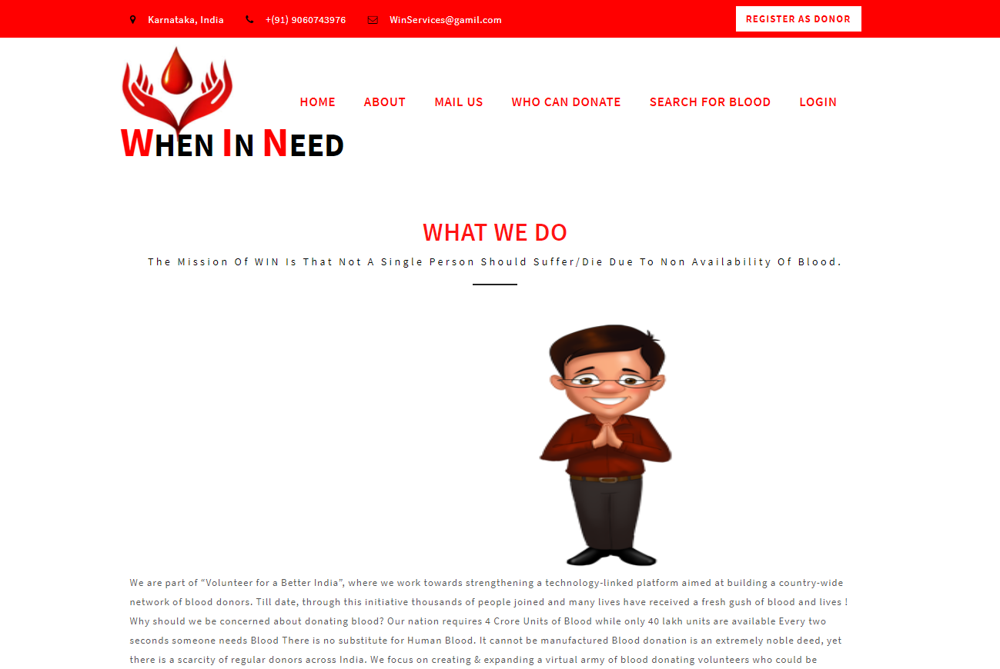 Karnataka, India +(91) 9060743976 WinServices@gamil.com REGISTER AS DONOR
HOME ABOUT MAIL US WHO CAN DONATE SEARCH FOR BLOOD LOGIN
WHEN IN NEED
WHAT WE DO
The Mission Of WIN Is That Not A Single Person Should Suffer/Die Due To Non Availability Of Blood.
We are part of “Volunteer for a Better India”, where we work towards strengthening a technology-linked platform aimed at building a country-wide
network of blood donors. Till date, through this initiative thousands of people joined and many lives have received a fresh gush of blood and lives !
Why should we be concerned about donating blood? Our nation requires 4 Crore Units of Blood while only 40 lakh units are available Every two
seconds someone needs Blood There is no substitute for Human Blood. It cannot be manufactured Blood donation is an extremely noble deed, yet
there is a scarcity of regular donors across India. We focus on creating & expanding a virtual army of blood donating volunteers who could be